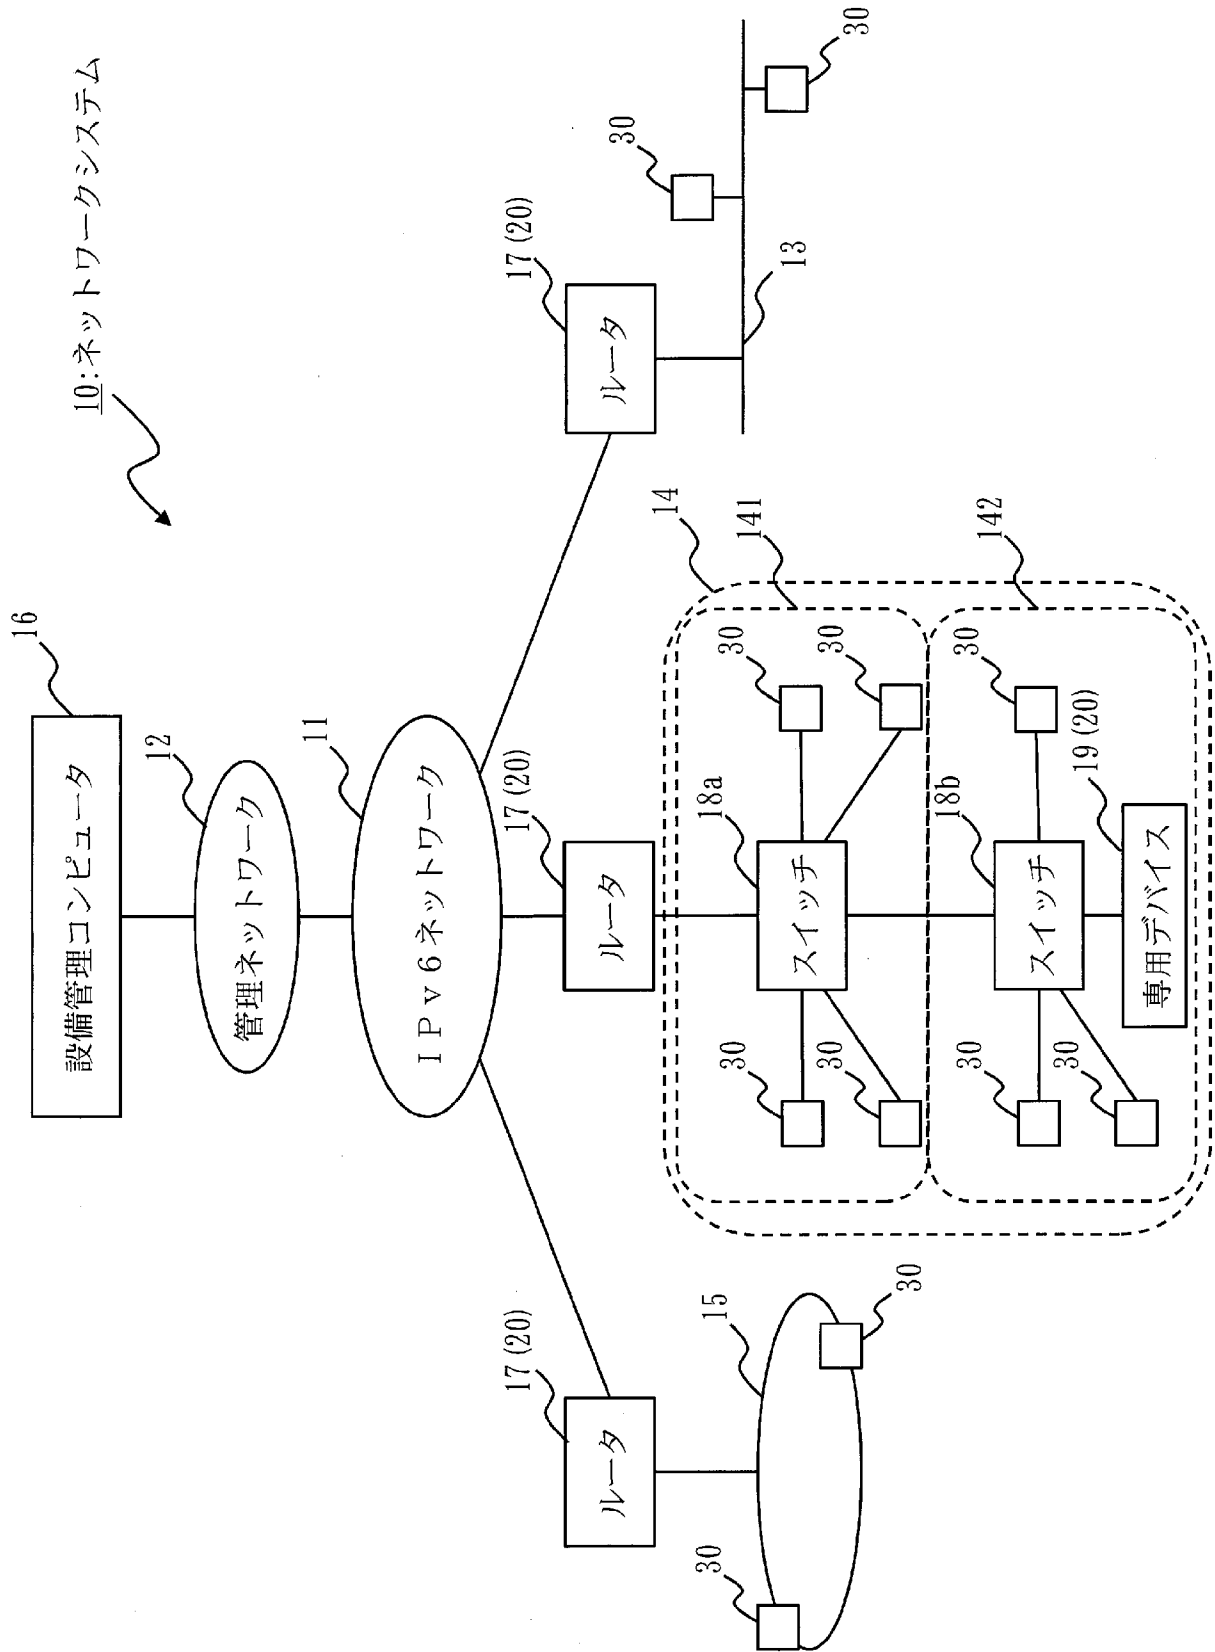 10:ネットワークシステム
設備管理コンピュータ
16
管理ネットワーク
12
IPv6ネットワーク
11
ルータ
17(20)
ルータ
17(20)
ルータ
17(20)
30
30
15
30
30
13
14
141
142
スイッチ
18a
30
30
30
30
スイッチ
18b
30
30
30
専用デバイス
19(20)